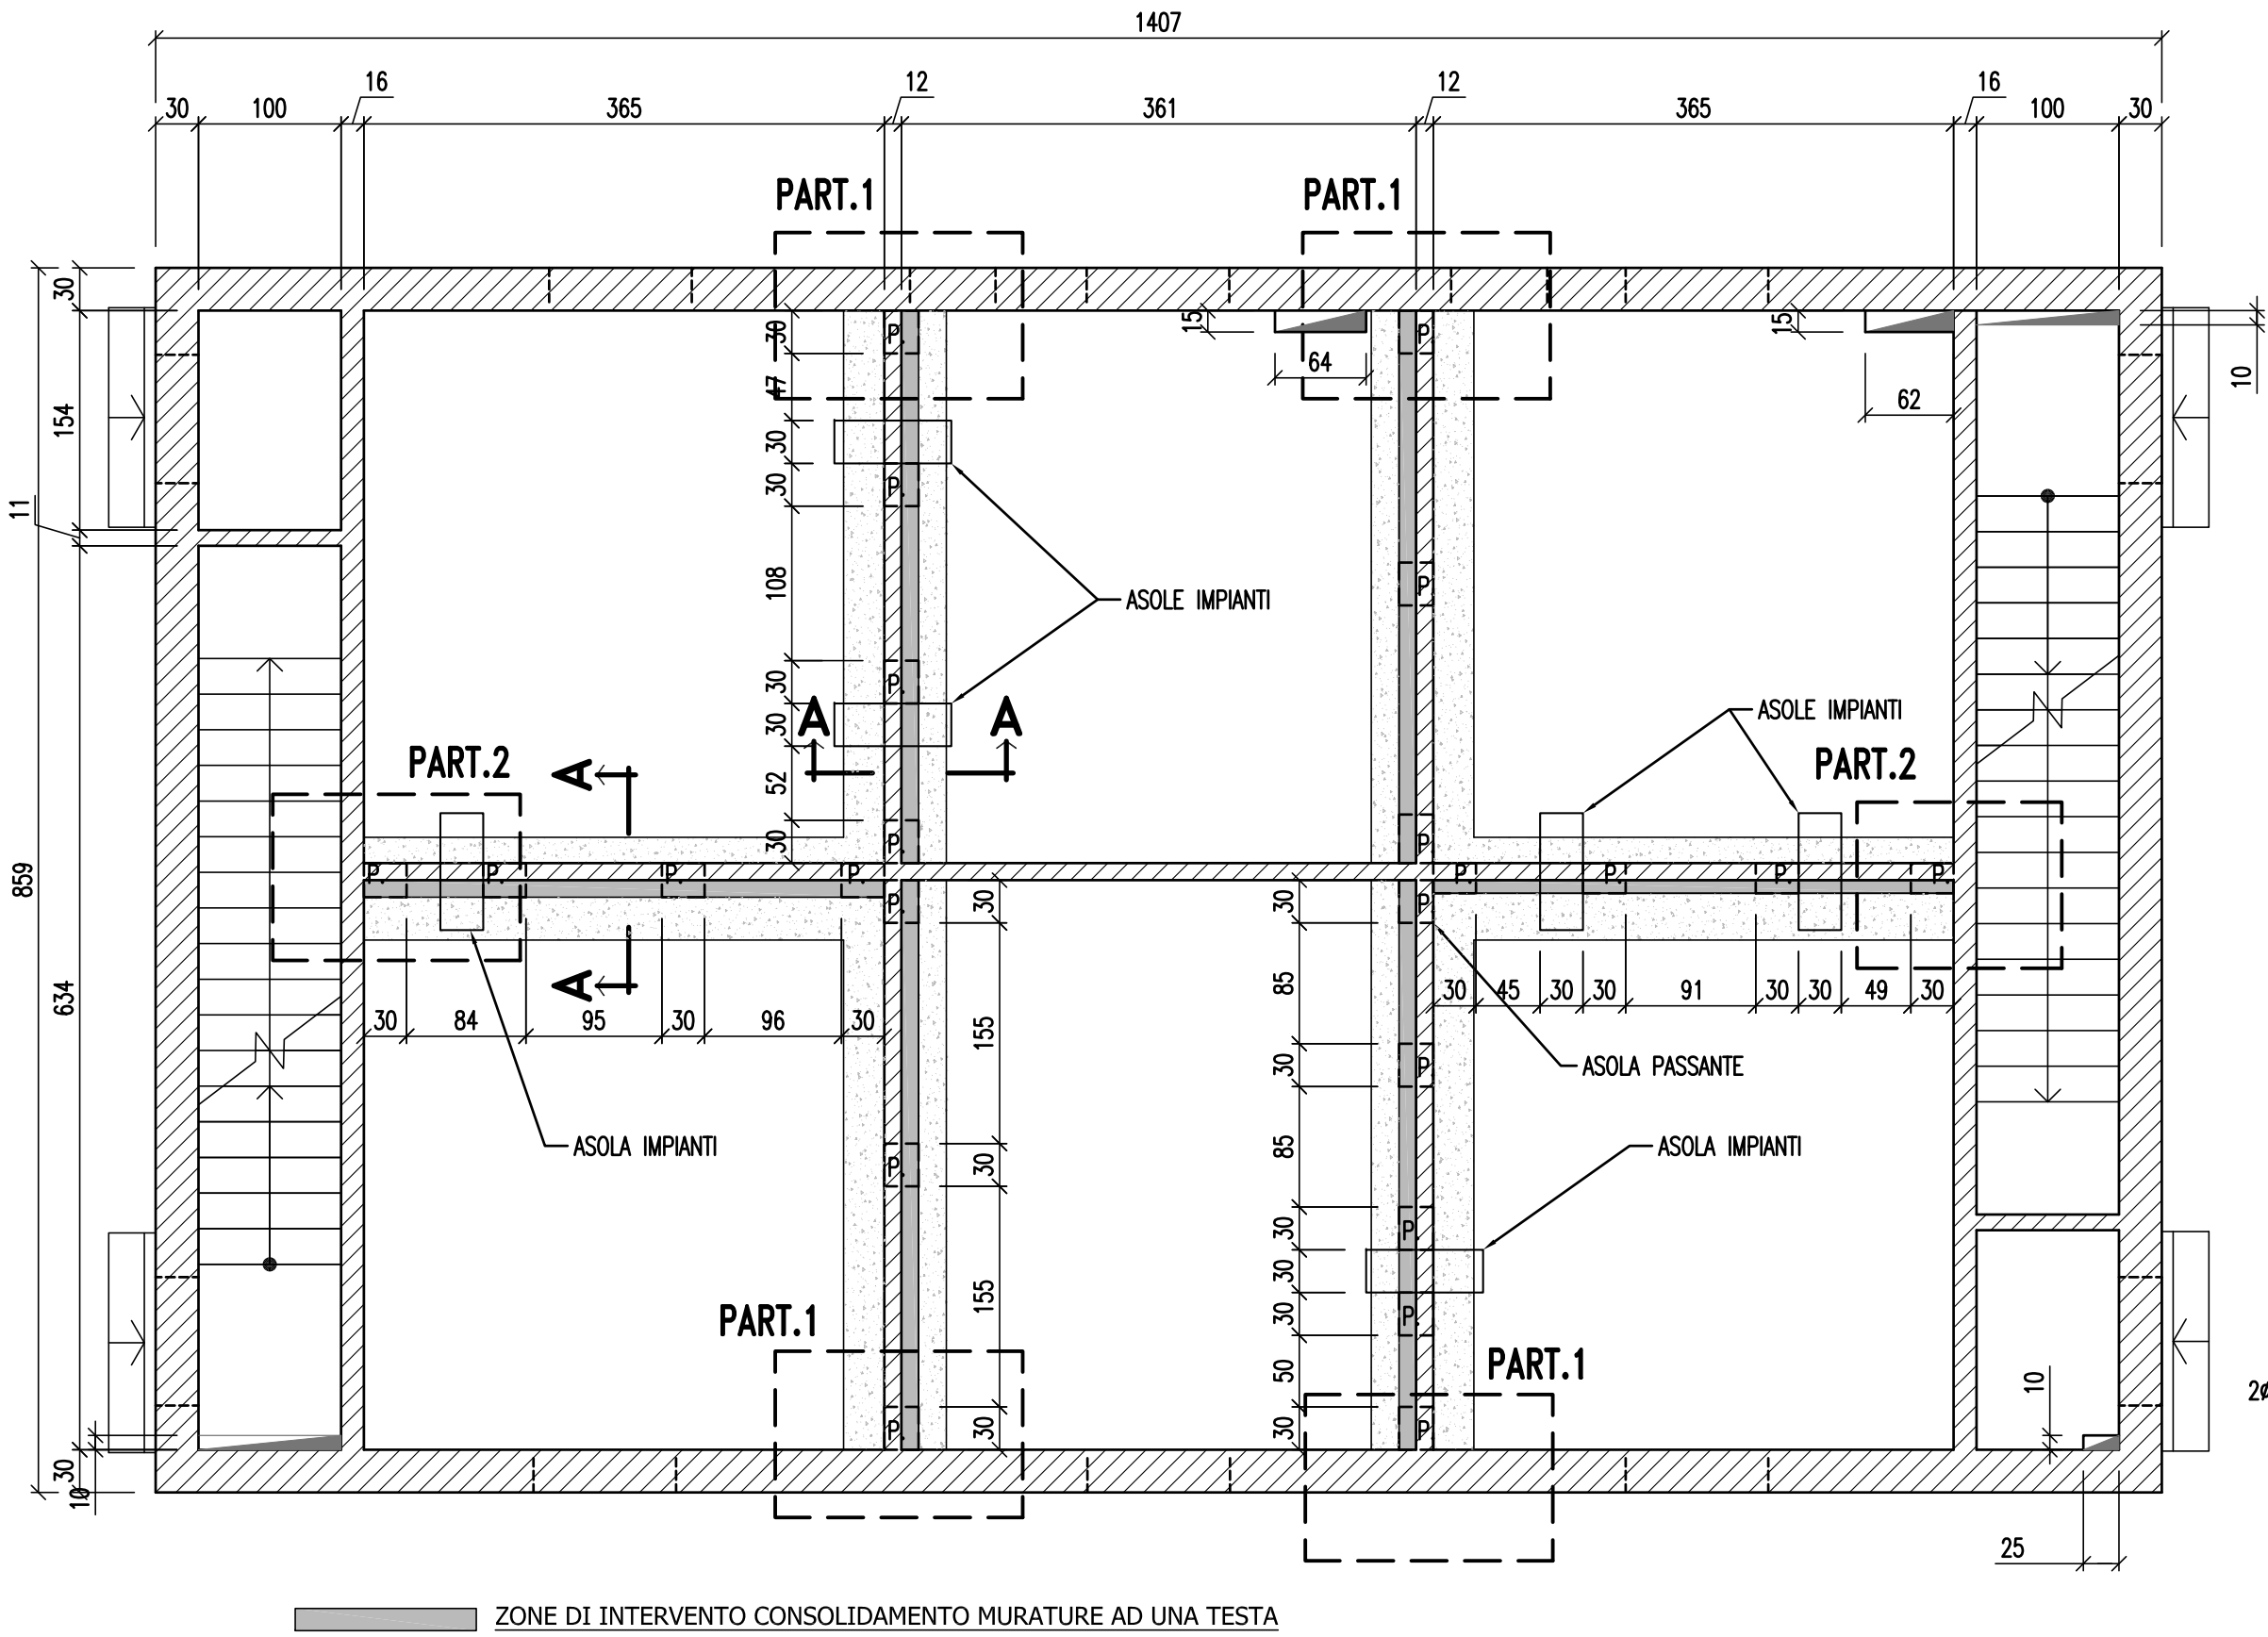 1407
16
12
12
16
30
100
365
361
365
100
30
PART.1
PART.1
30
154
11
859
634
30
10
30
47
30
30
108
30
30
52
30
15
64
15
62
10
P.
P.
P.
P.
P.
P.
P.
ASOLE IMPIANTI
A
A
ASOLE IMPIANTI
PART.2
PART.2
A
P.
P.
P.
P.
P.
P.
P.
P.
P.
P.
A
30
84
95
30
96
30
30
155
30
155
30
30
85
30
85
30
30
30
50
30
30
45
30
30
91
30
30
49
30
P.
ASOLA PASSANTE
ASOLA IMPIANTI
ASOLA IMPIANTI
P.
P.
P.
PART.1
PART.1
P.
P.
10
25
2ø
ZONE DI INTERVENTO CONSOLIDAMENTO MURATURE AD UNA TESTA